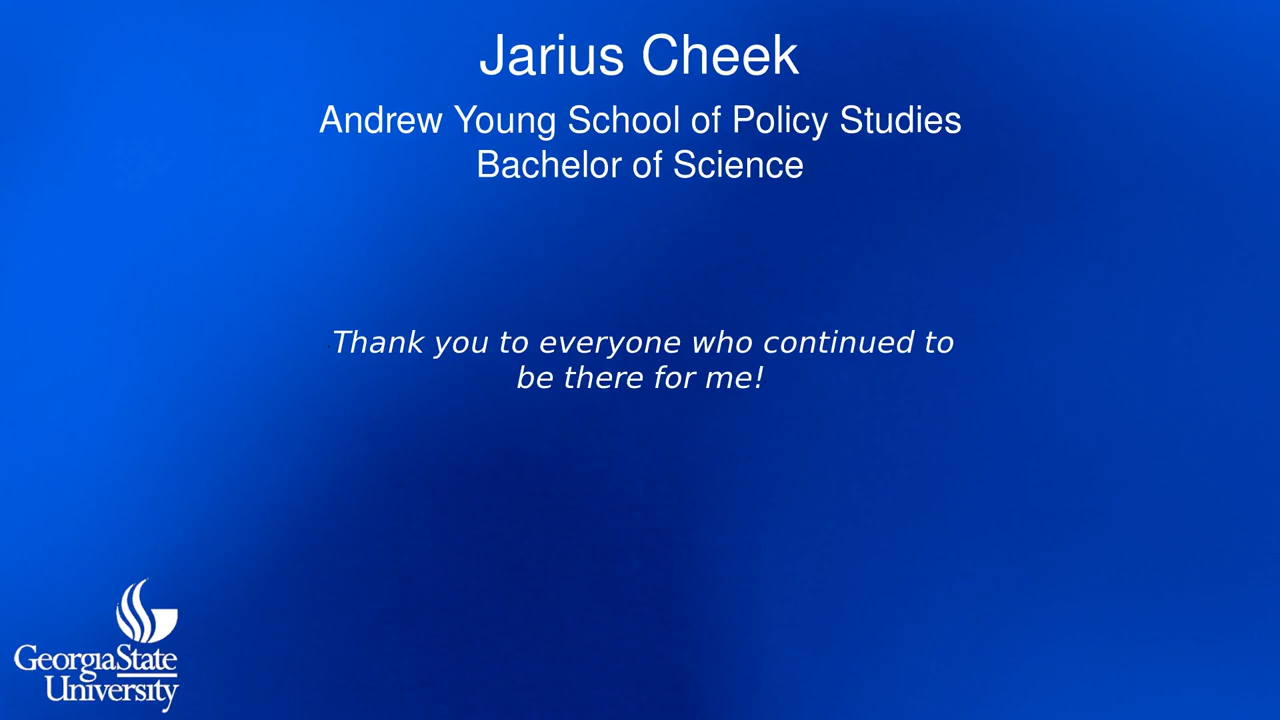 Jarius Cheek
Andrew Young School of Policy Studies
Bachelor of Science
Thank you to everyone who continued to
be there for me!
GeorgiaState
University